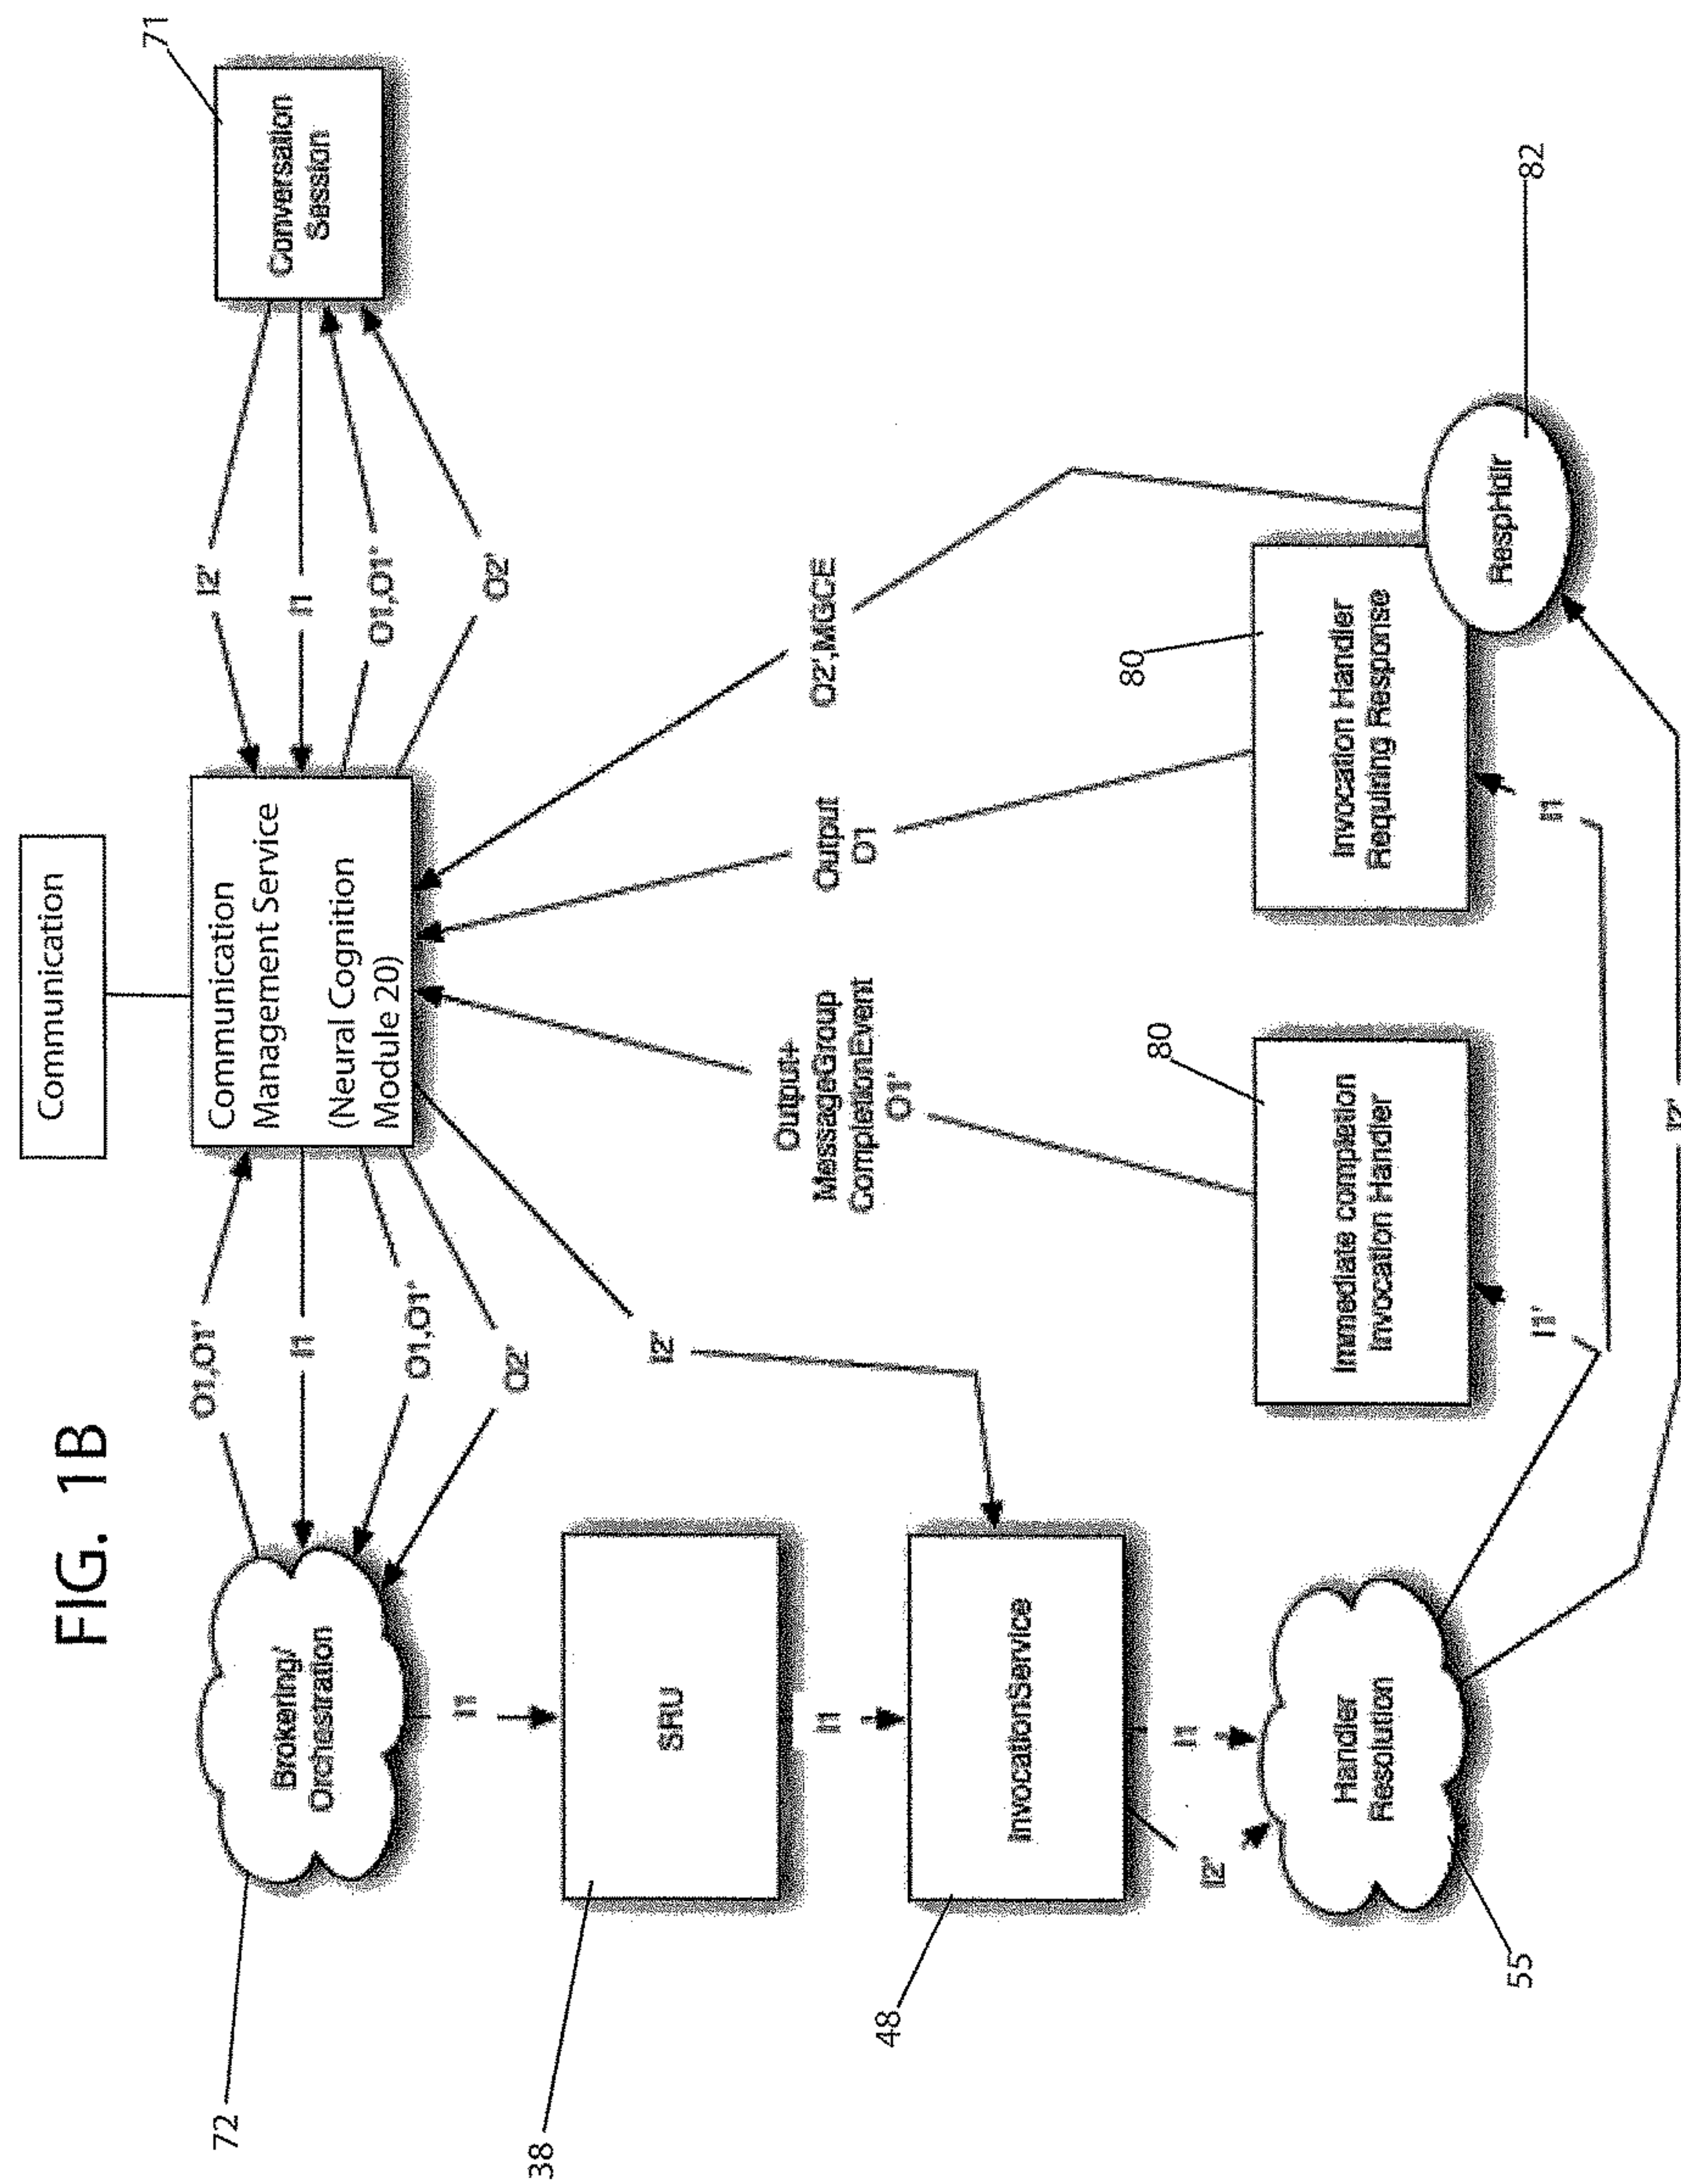 FIG. 1B
Communication
71
Conversation
Session
I2'
I1
O1,O1'
O2'
Communication
Management Service
(Neural Cognition
Module 20)
O1,O1'
I1
O1,O1'
O2'
72
Brokering/
Orchestration
I1
38
SRU
I1
I2'
48
InvocationService
I2'
I1
55
Handler
Resolution
Output+
MessageGroup
CompletionEvent
O1'
Output
O1
O2',MGCE
80
Immediate completion
Invocation Handler
80
Invocation Handler
Requiring Response
82
RespHdlr
I1'
I1
I2'